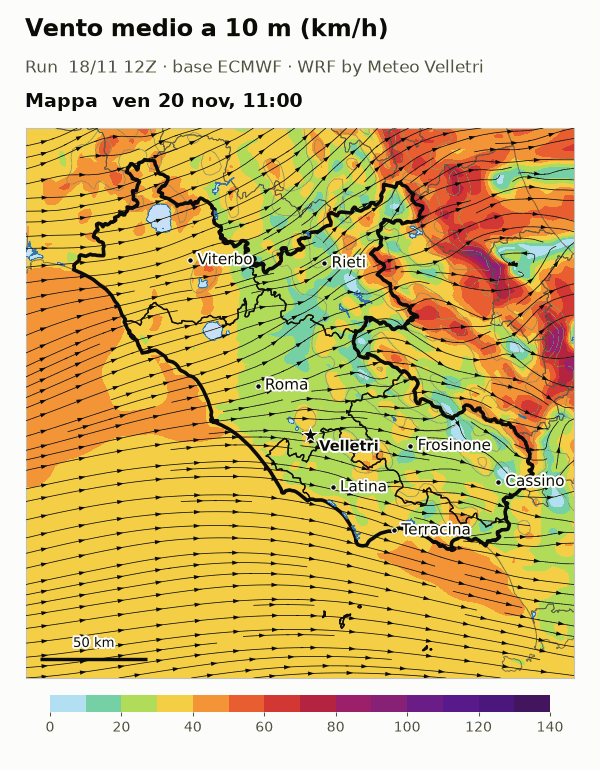 Vento medio a 10 m (km/h)
Run 18/11 12Z · base ECMWF · WRF by Meteo Velletri
Mappa ven 20 nov, 11:00
Viterbo
Rieti
Roma
Velletri
Frosinone
Latina
Cassino
Terracina
50 km
0 20 40 60 80 100 120 140